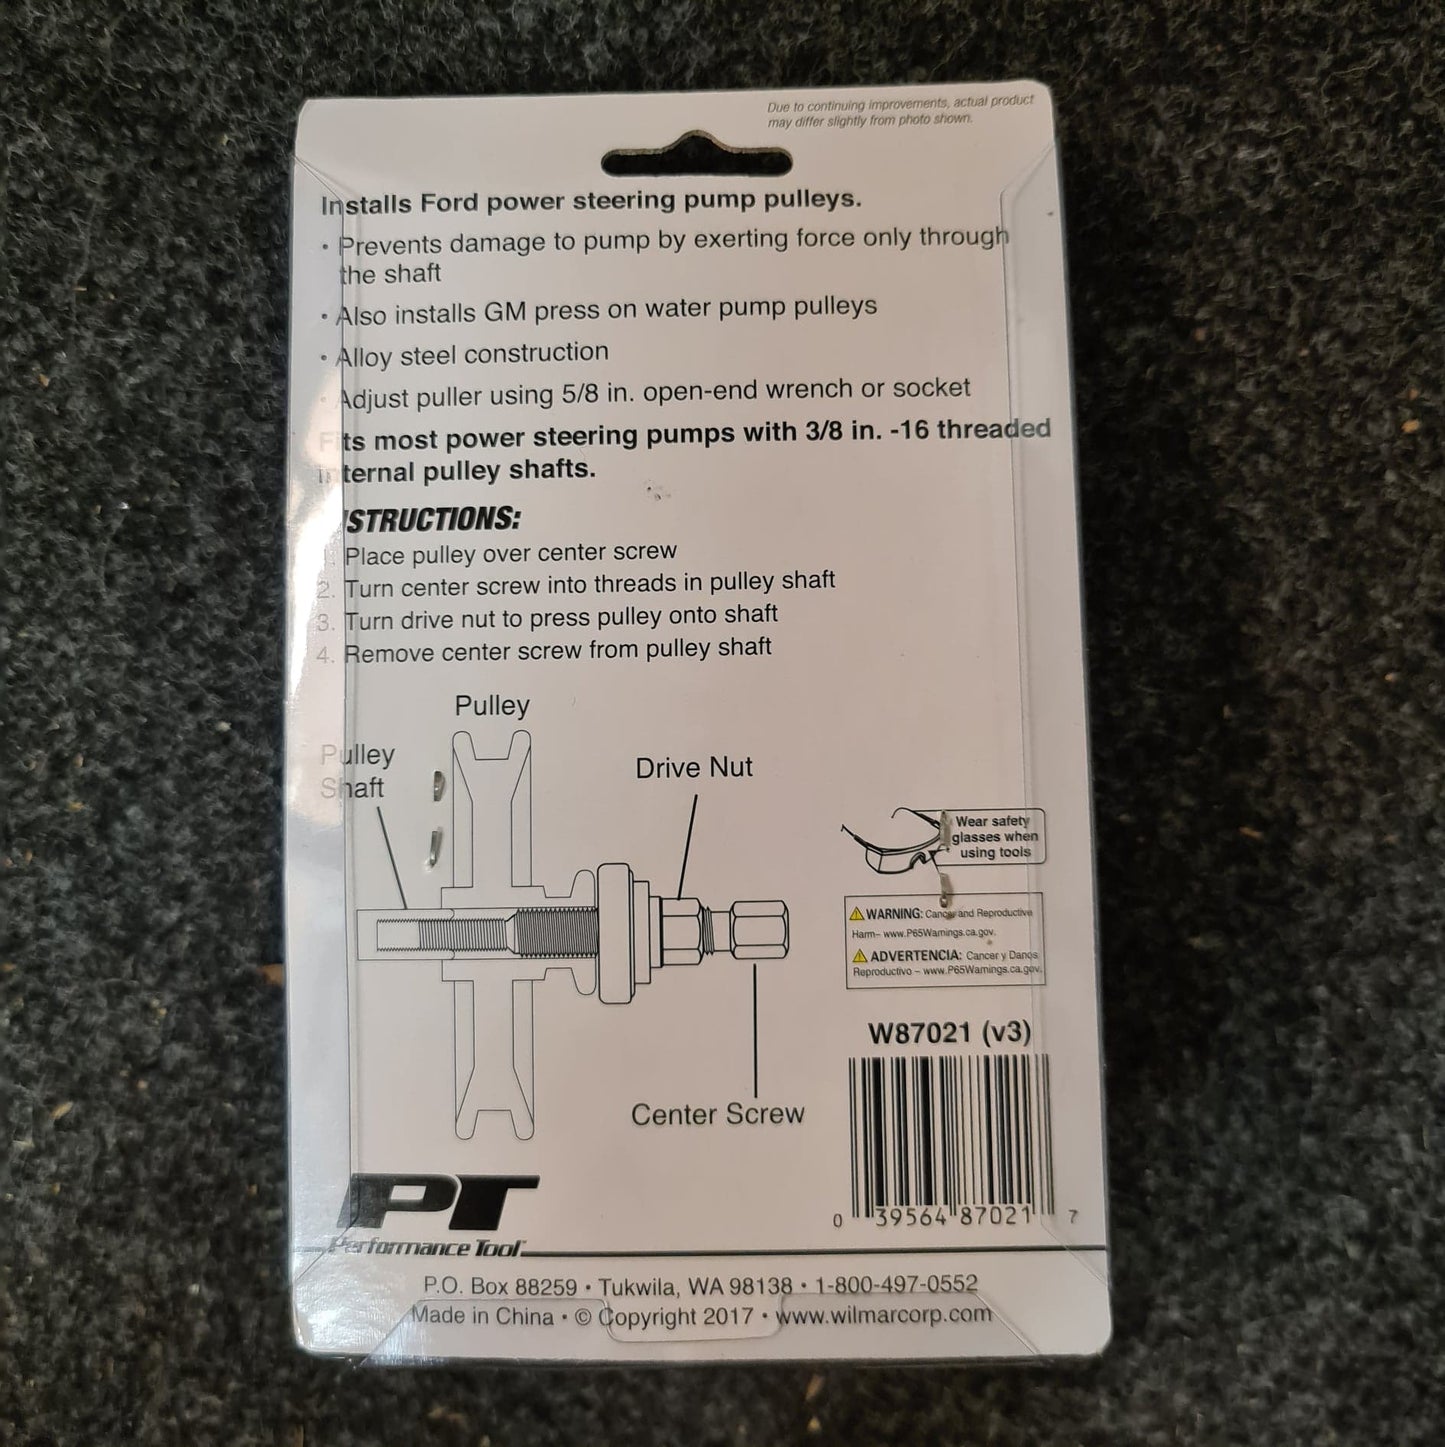 Due to continuing improvements, actual product
may differ slightly from photo shown.
Installs Ford power steering pump pulleys.
• Prevents damage to pump by exerting force only through
the shaft
• Also installs GM press on water pump pulleys
• Alloy steel construction
• Adjust puller using 5/8 in. open-end wrench or socket
Fits most power steering pumps with 3/8 in. -16 threaded
internal pulley shafts.
INSTRUCTIONS:
1. Place pulley over center screw
2. Turn center screw into threads in pulley shaft
3. Turn drive nut to press pulley onto shaft
4. Remove center screw from pulley shaft
Pulley
Pulley
Shaft
Drive Nut
Center Screw
Wear safety
glasses when
using tools
WARNING: Cancer and Reproductive
Harm– www.P65Warnings.ca.gov.
ADVERTENCIA: Cancer y Danos
Reproductivo – www.P65Warnings.ca.gov.
W87021 (v3)
0 39564 87021 7
PT
Performance Tool™
P.O. Box 88259 • Tukwila, WA 98138 • 1-800-497-0552
Made in China • © Copyright 2017 • www.wilmarcorp.com